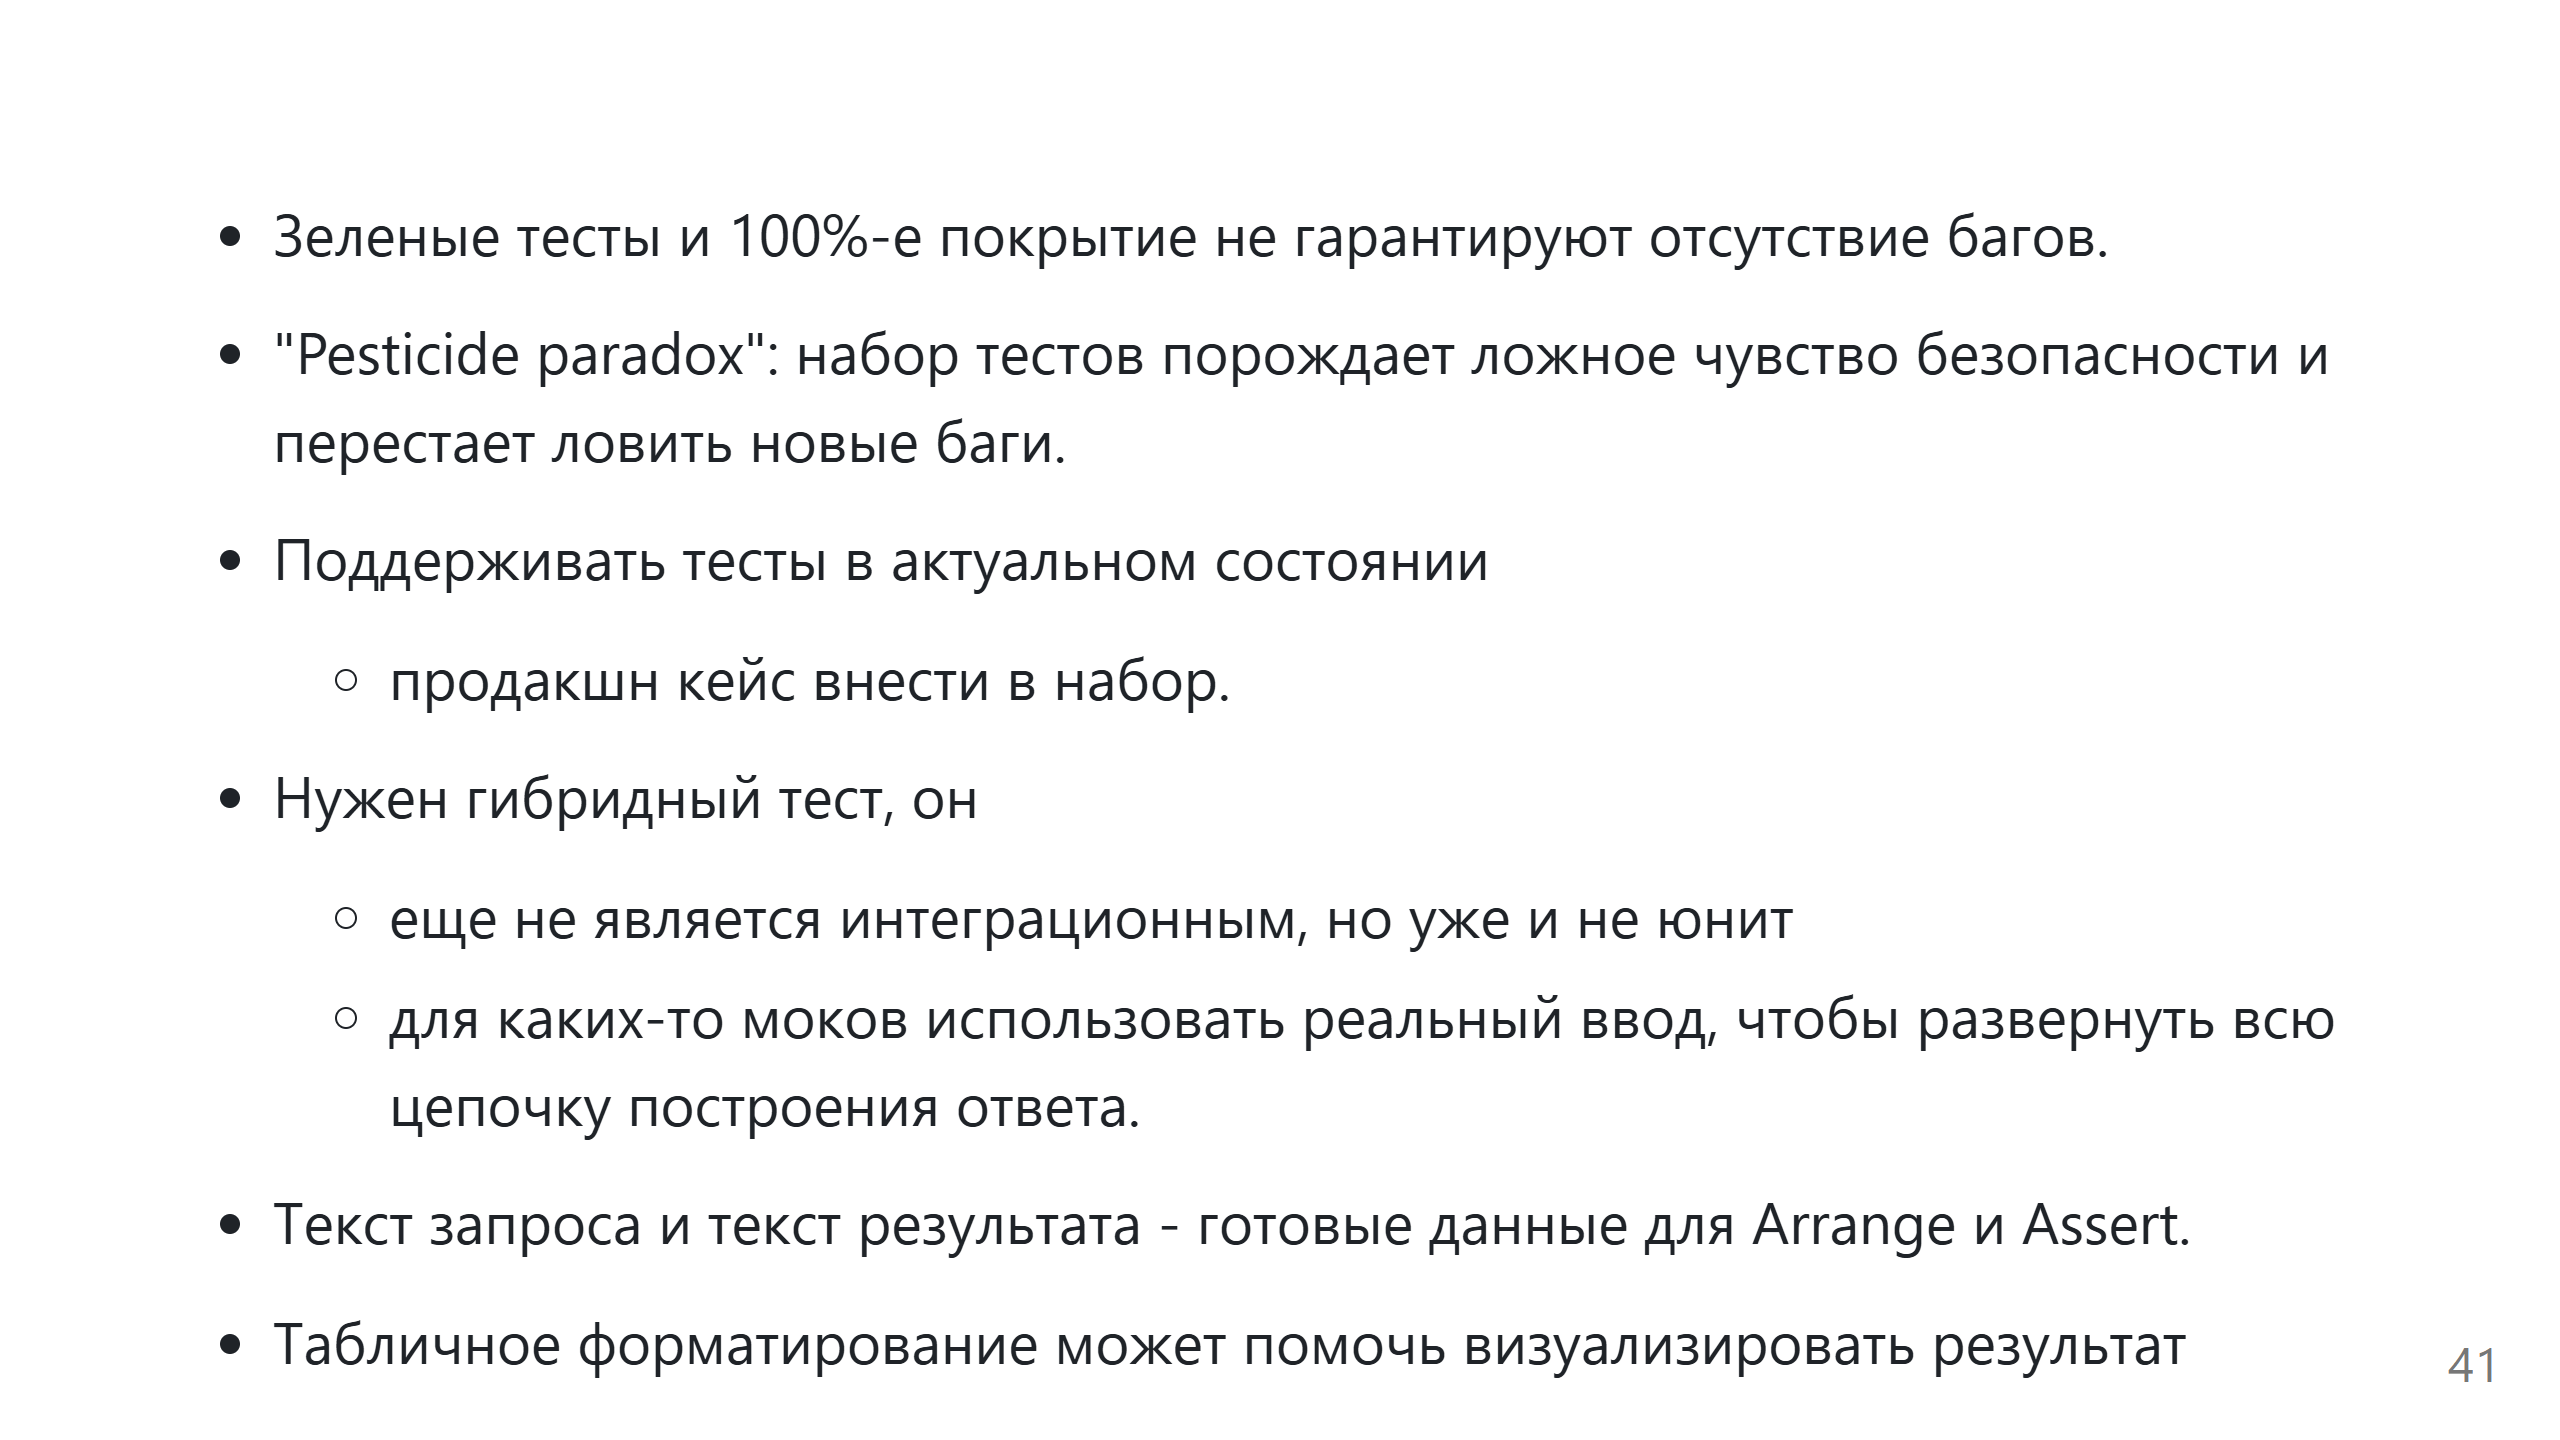 Зеленые тесты и 100%-е покрытие не гарантируют отсутствие багов.
"Pesticide paradox": набор тестов порождает ложное чувство безопасности и
перестает ловить новые баги.
Поддерживать тесты в актуальном состоянии
продакшн кейс внести в набор.
Нужен гибридный тест, он
еще не является интеграционным, но уже и не юнит
для каких-то моков использовать реальный ввод, чтобы развернуть всю
цепочку построения ответа.
Текст запроса и текст результата - готовые данные для Arrange и Assert.
Табличное форматирование может помочь визуализировать результат
41